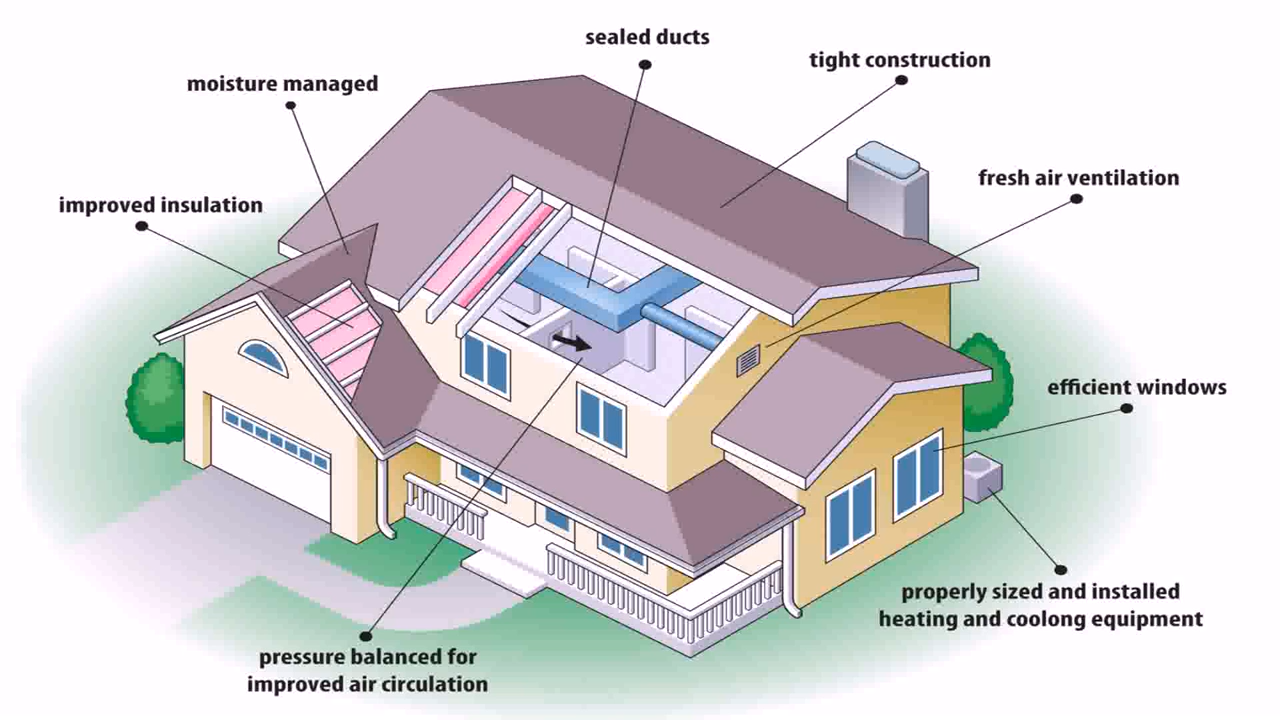 sealed ducts
tight construction
moisture managed
fresh air ventilation
improved insulation
efficient windows
properly sized and installed
heating and coolong equipment
pressure balanced for
improved air circulation